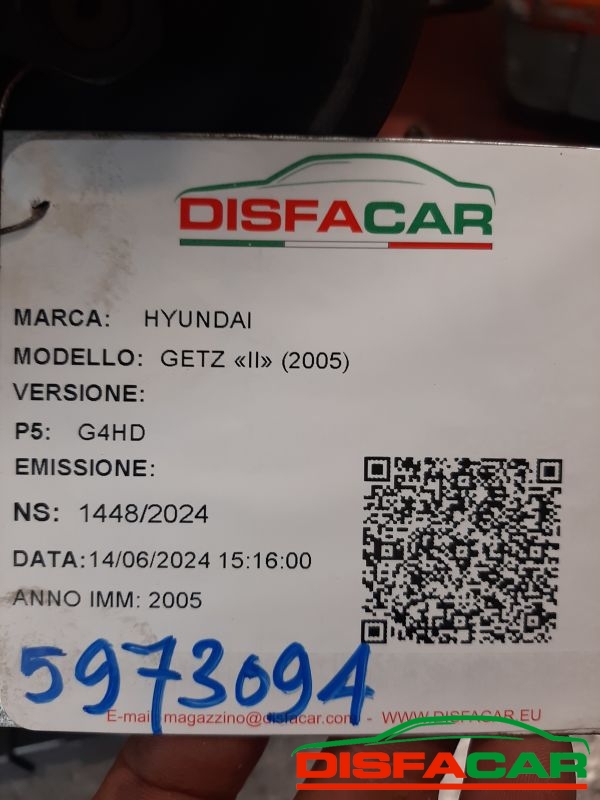 DISFACAR
MARCA: HYUNDAI
MODELLO: GETZ «II» (2005)
VERSIONE:
P5: G4HD
EMISSIONE:
NS: 1448/2024
DATA:14/06/2024 15:16:00
ANNO IMM: 2005
5973094
E-mail magazzino@disfacar.com - WWW.DISFACAR.EU
DISFACAR